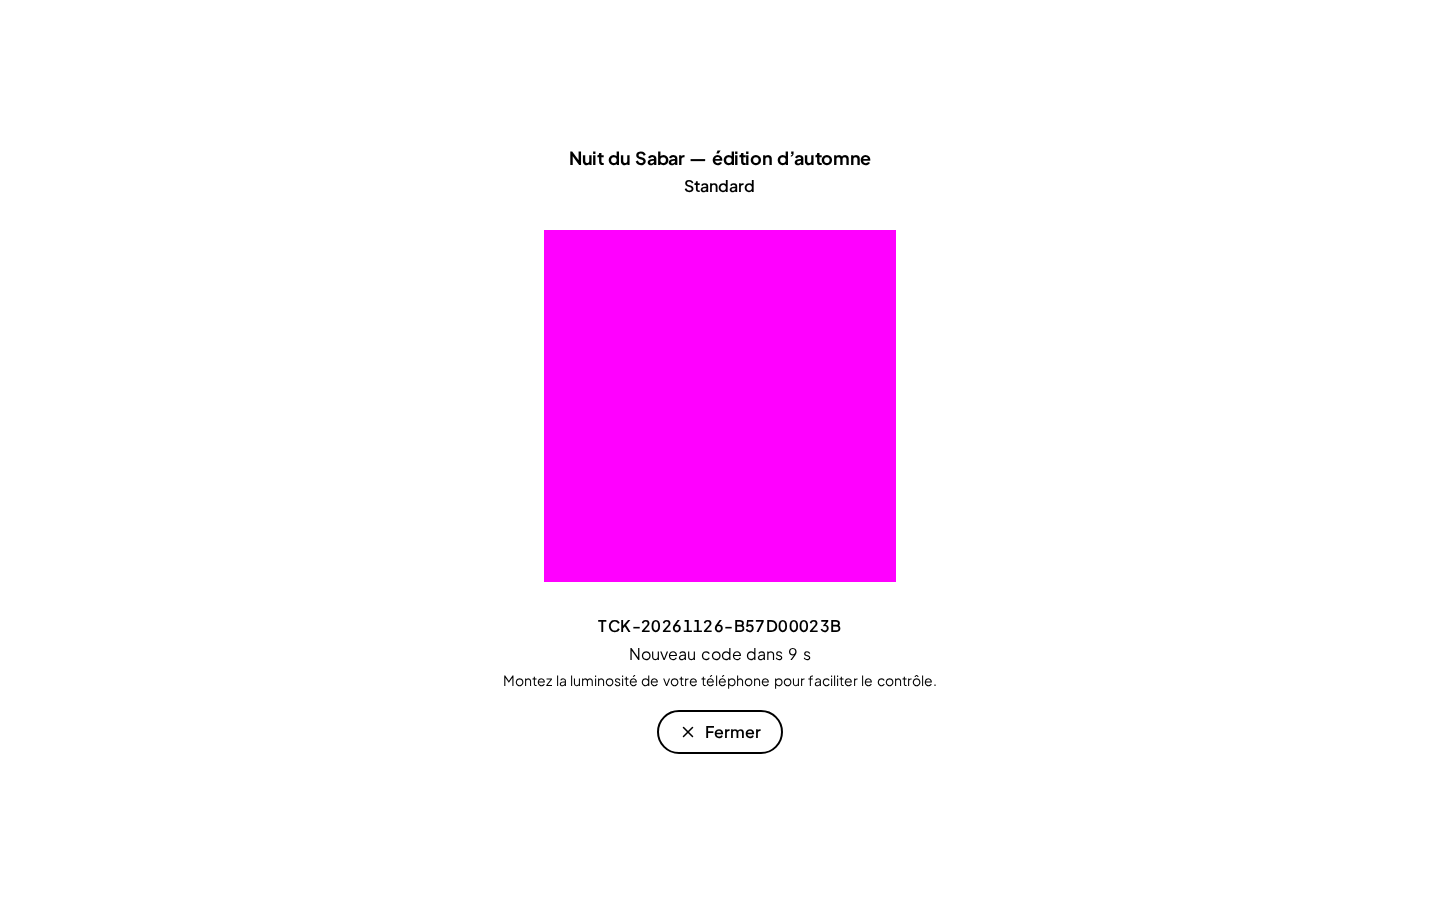 Nuit du Sabar — édition d’automne
Standard
TCK-20261126-B57D00023B
Nouveau code dans 9 s
Montez la luminosité de votre téléphone pour faciliter le contrôle.
Fermer